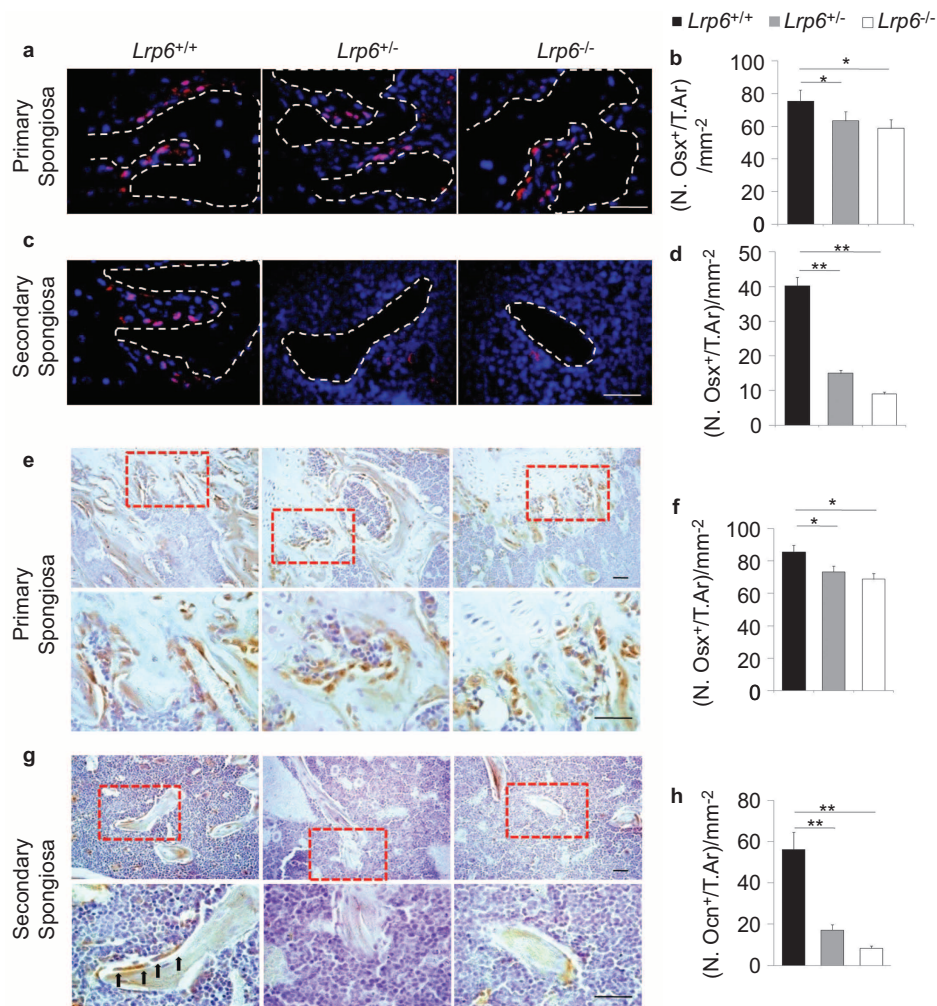 Lrp6+/+ Lrp6+/- Lrp6-/-
a Lrp6+/+ Lrp6+/- Lrp6-/-
Primary
Spongiosa
b
(N. Osx+/T.Ar)
/mm-2
100
80
60
40
20
0
* *
c
Secondary
Spongiosa
d
(N. Osx+/T.Ar)/mm-2
40
30
20
10
0
** **
e
Primary
Spongiosa
f
(N. Osx+/T.Ar)/mm-2
100
80
60
40
20
0
* *
g
Secondary
Spongiosa
h
(N. Ocn+/T.Ar)/mm-2
80
60
40
20
0
** **